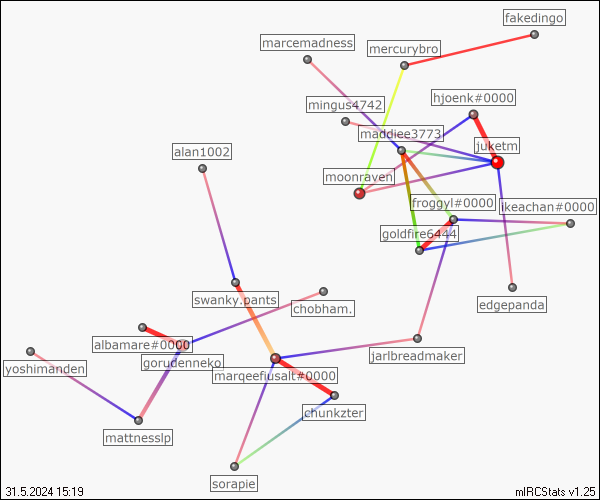 fakedingo
marcemadness
mercurybro
hjoenk#0000
mingus4742
maddiee3773
juketm
alan1002
moonraven
froggyl#0000
ikeachan#0000
goldfire6444
swanky.pants
chobham.
edgepanda
albamare#0000
jarlbreadmaker
gorudenneko
yoshimanden
marqeefiusalt#0000
chunkzter
mattnesslp
sorapie
31.5.2024 15:19
mIRCStats v1.25